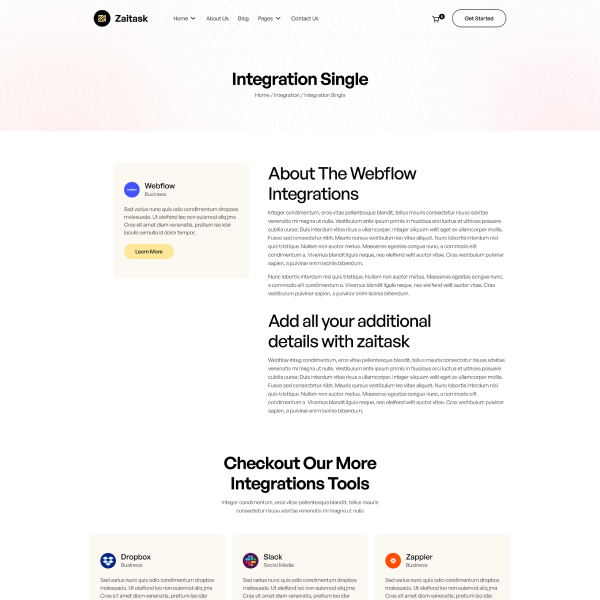 Zaitask
Home
About Us
Blog
Pages
Contact Us
0
Get Started
Integration Single
Home / Integration / Integration Single
Webflow
Business
Sed varius nunc quis odio condimentum dropbox
malesuada. Ut eleifend leo non euismod aliq jms
Cras sit amet diam venenatis, pretium leo idor
iaculis semulla id dolor tempor.
Learn More
About The Webflow
Integrations
Integer condimentum, eros vitae pellentesque blandit, tellus mauris consectetur risusa sdvitae
venenatis mi magna ut nulla. Vestibulum ante ipsum primis in faucibus orci luctus et ultrices posuere
cubilia curae; Duis interdum vitae risus a ullamcorper. Integer aliquam velit eget ex ullamcorper mollis.
Fusce sed consectetur nibh. Mauris cursus vestibulum leo vitae aliquet. Nunc lobortis interdum nisi
quis tristique. Nullam non auctor metus. Maecenas egestas congue nunc, a commodo elit
condimentum a. Vivamus blandit ligula neque, nec eleifend velit auctor vitae. Cras vestibulum pulvinar
sapien, a pulvinar enim lacinia bibendum.
Nunc lobortis interdum nisi quis tristique. Nullam non auctor metus. Maecenas egestas congue nunc,
a commodo elit condimentum a. Vivamus blandit ligula neque, nec eleifend velit auctor vitae. Cras
vestibulum pulvinar sapien, a pulvinar enim lacinia bibendum.
Add all your additional
details with zaitask
Webflow integ condimentum, eros vitae pellentesque blandit, tellus mauris consectetur risusa sdvitae
venenatis mi magna ut nulla. Vestibulum ante ipsum primis in faucibus orci luctus et ultrices posuere
cubilia curae; Duis interdum vitae risus a ullamcorper. Integer aliquam velit eget ex ullamcorper mollis.
Fusce sed consectetur nibh. Mauris cursus vestibulum leo vitae aliquet. Nunc lobortis interdum nisi
quis tristique. Nullam non auctor metus. Maecenas egestas congue nunc, a commodo elit
condimentum a. Vivamus blandit ligula neque, nec eleifend velit auctor vitae. Cras vestibulum pulvinar
sapien, a pulvinar enim lacinia bibendum.
Checkout Our More
Integrations Tools
Integer condimentum, eros vitae pellentesque blandit, tellus mauris
consectetur risusa sdvitae venenatis mi magna ut nulla
Dropbox
Business
Sed varius nunc quis odio condimentum dropbox
malesuada. Ut eleifend leo non euismod aliq jms
Cras sit amet diam venenatis, pretium leo idor
Slack
Social Media
Sed varius nunc quis odio condimentum dropbox
malesuada. Ut eleifend leo non euismod aliq jms
Cras sit amet diam venenatis, pretium leo idor
Zappier
Business
Sed varius nunc quis odio condimentum dropbox
malesuada. Ut eleifend leo non euismod aliq jms
Cras sit amet diam venenatis, pretium leo idor